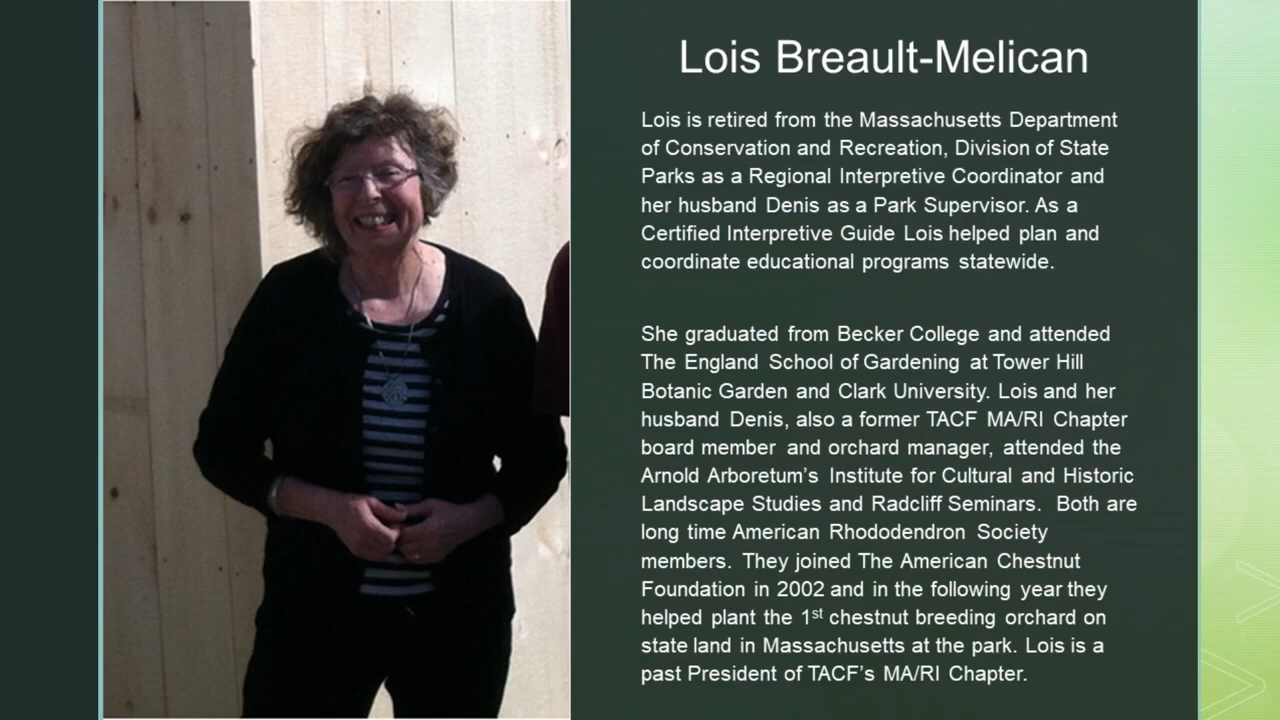 Lois Breault-Melican
Lois is retired from the Massachusetts Department
of Conservation and Recreation, Division of State
Parks as a Regional Interpretive Coordinator and
her husband Denis as a Park Supervisor. As a
Certified Interpretive Guide Lois helped plan and
coordinate educational programs statewide.
She graduated from Becker College and attended
The England School of Gardening at Tower Hill
Botanic Garden and Clark University. Lois and her
husband Denis, also a former TACF MA/RI Chapter
board member and orchard manager, attended the
Arnold Arboretum’s Institute for Cultural and Historic
Landscape Studies and Radcliff Seminars. Both are
long time American Rhododendron Society
members. They joined The American Chestnut
Foundation in 2002 and in the following year they
helped plant the 1st chestnut breeding orchard on
state land in Massachusetts at the park. Lois is a
past President of TACF’s MA/RI Chapter.